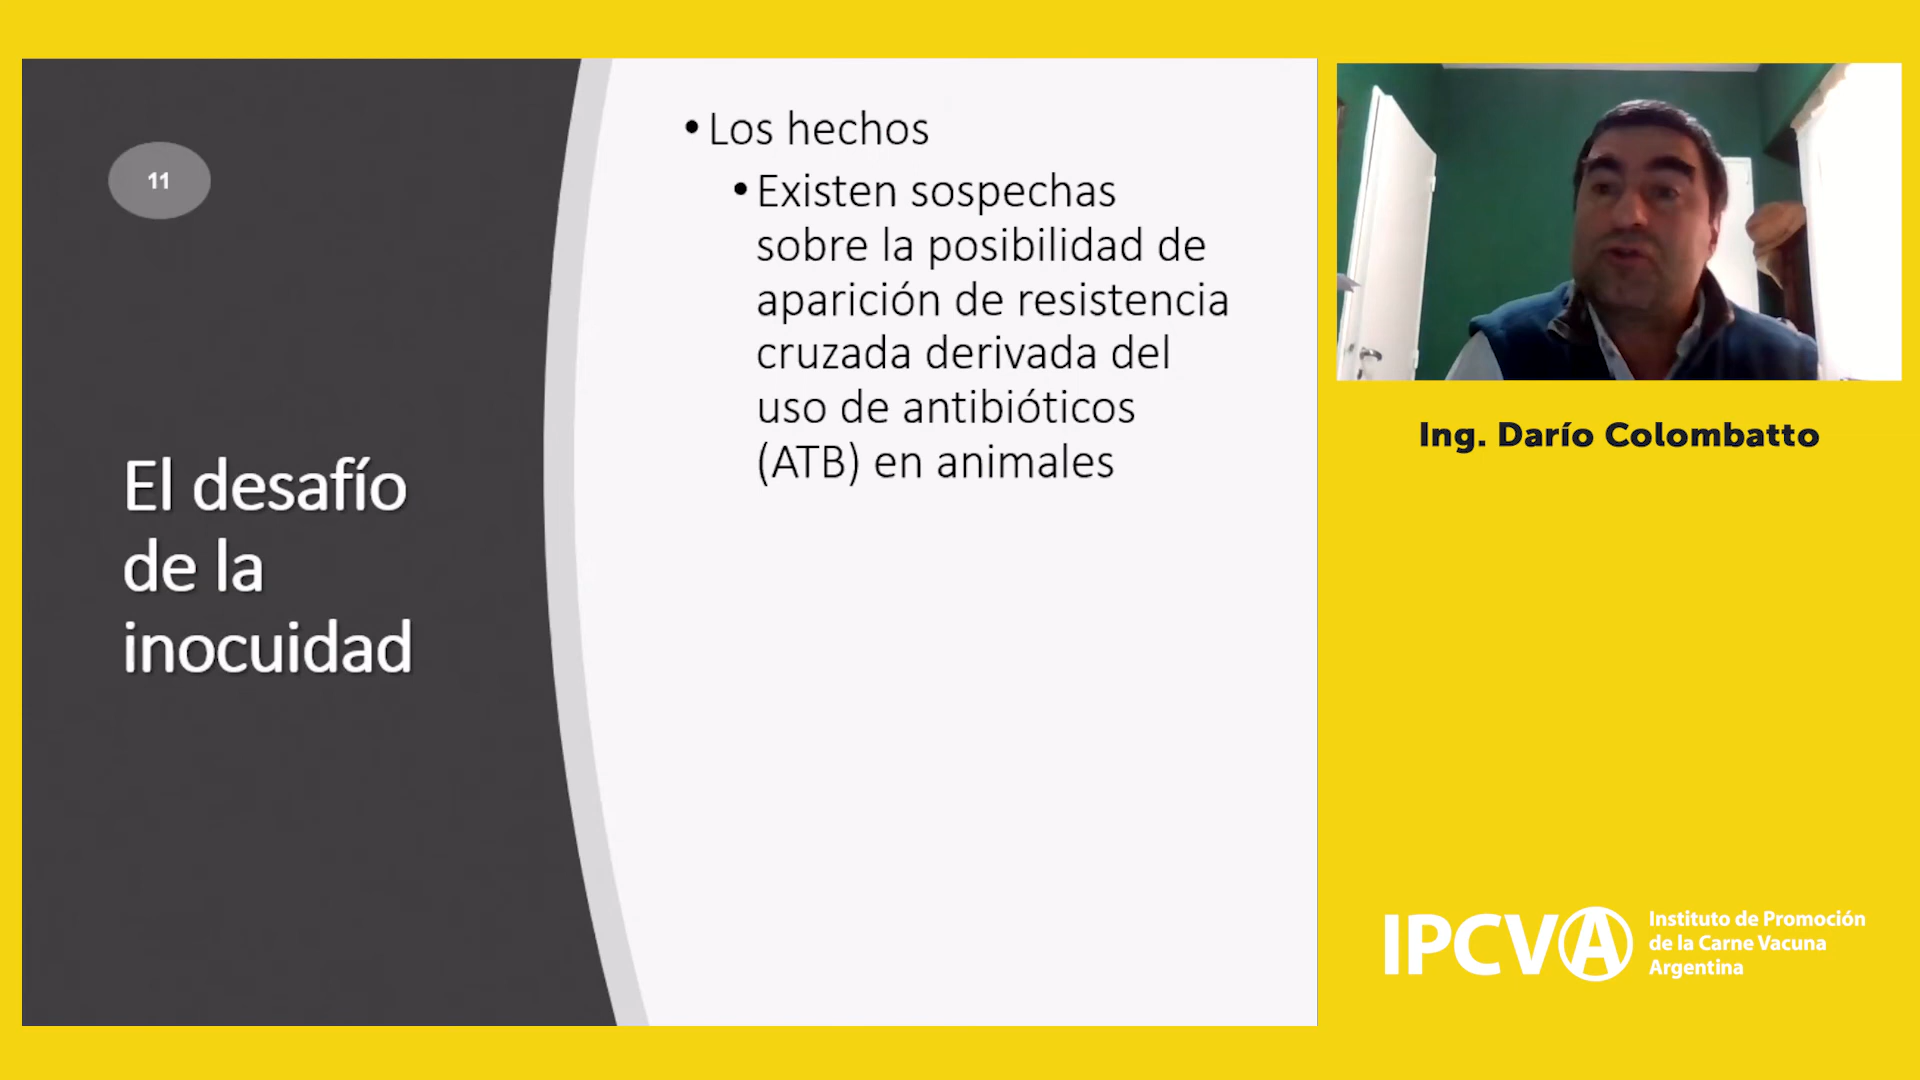 11
El desafío
de la
inocuidad
• Los hechos
• Existen sospechas
sobre la posibilidad de
aparición de resistencia
cruzada derivada del
uso de antibióticos
(ATB) en animales
Ing. Darío Colombatto
IPCVA
Instituto de Promoción
de la Carne Vacuna
Argentina